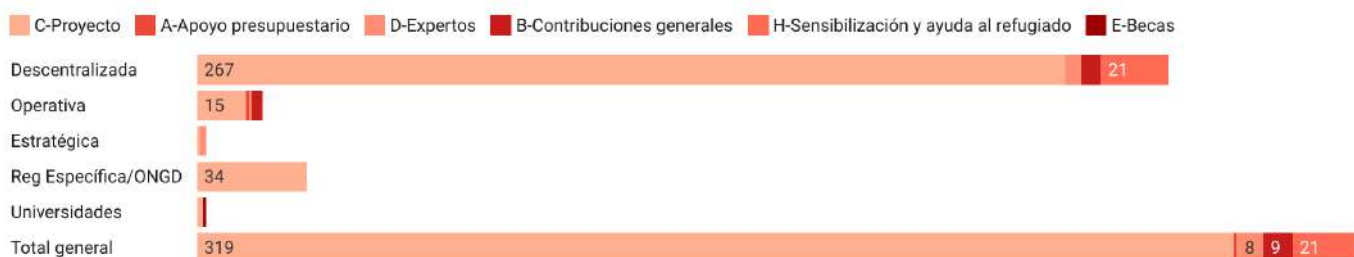 C-Proyecto A-Apoyo presupuestario D-Expertos B-Contribuciones generales H-Sensibilización y ayuda al refugiado E-Becas
Descentralizada 267 21
Operativa 15
Estratégica
Reg Específica/ONGD 34
Universidades
Total general 319 8 9 21